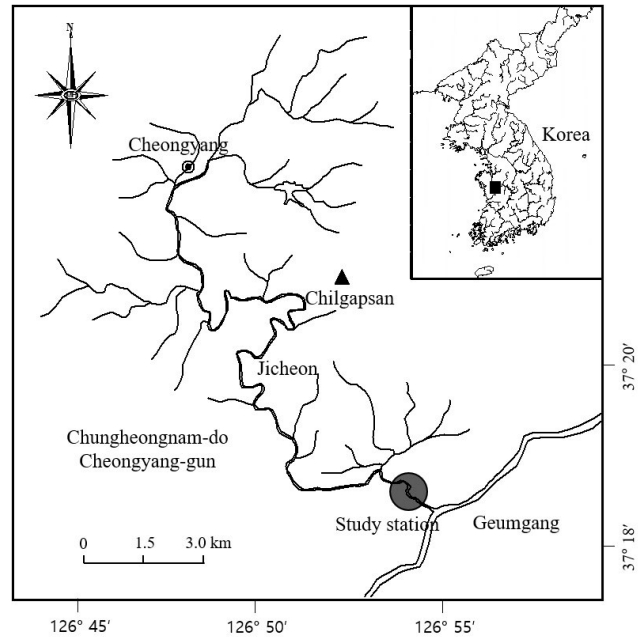 N
Korea
Cheongyang
Chilgapsan
Jicheon
37° 20′
Chungheongnam-do
Cheongyang-gun
Study station
Geumgang
0 1.5 3.0 km
37° 18′
126° 45′ 126° 50′ 126° 55′